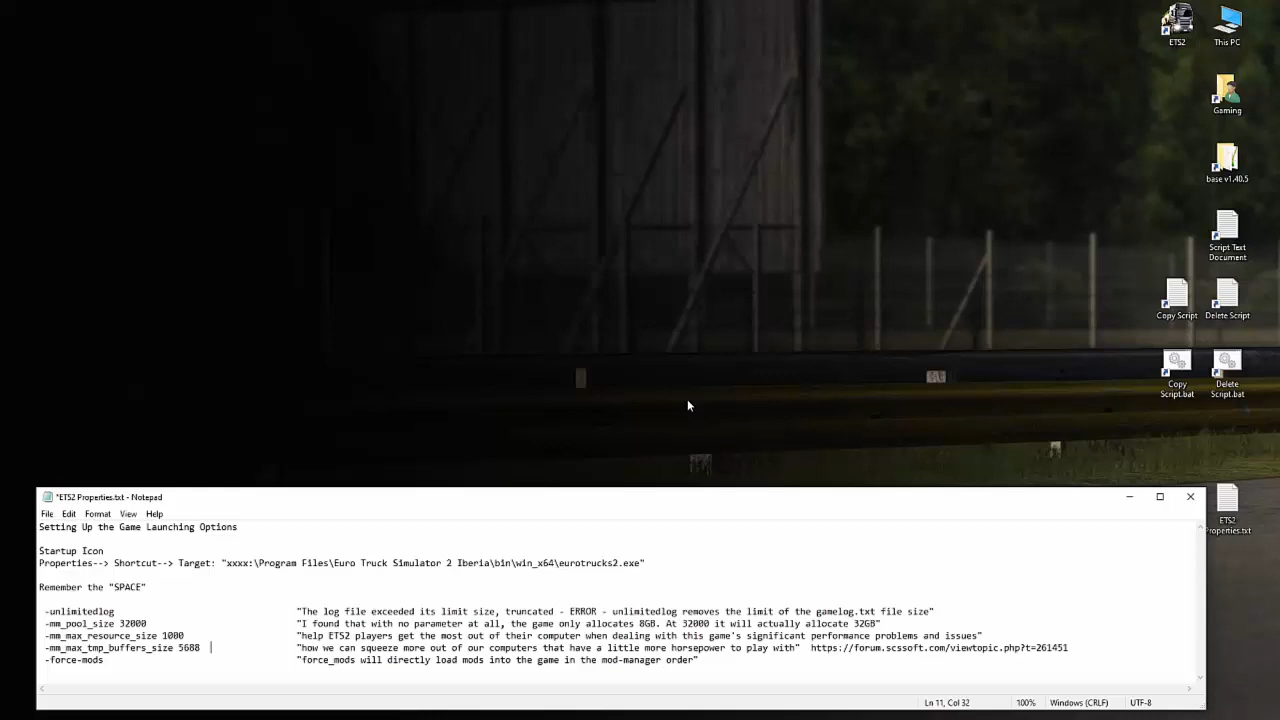 ETS2
This PC
Gaming
base v1.40.5
Script Text
Document
Copy Script
Delete Script
Copy
Script.bat
Delete
Script.bat
ETS2
Properties.txt
*ETS2 Properties.txt - Notepad
File Edit Format View Help
Setting Up the Game Launching Options
Startup Icon
Properties--> Shortcut--> Target: "xxxx:\Program Files\Euro Truck Simulator 2 Iberia\bin\win_x64\eurotrucks2.exe"
Remember the "SPACE"
-unlimitedlog "The log file exceeded its limit size, truncated - ERROR - unlimitedlog removes the limit of the gamelog.txt file size"
-mm_pool_size 32000 "I found that with no parameter at all, the game only allocates 8GB. At 32000 it will actually allocate 32GB"
-mm_max_resource_size 1000 "help ETS2 players get the most out of their computer when dealing with this game's significant performance problems and issues"
-mm_max_tmp_buffers_size 5688 "how we can squeeze more out of our computers that have a little more horsepower to play with" https://forum.scssoft.com/viewtopic.php?t=261451
-force-mods "force_mods will directly load mods into the game in the mod-manager order"
Ln 11, Col 32 100% Windows (CRLF) UTF-8